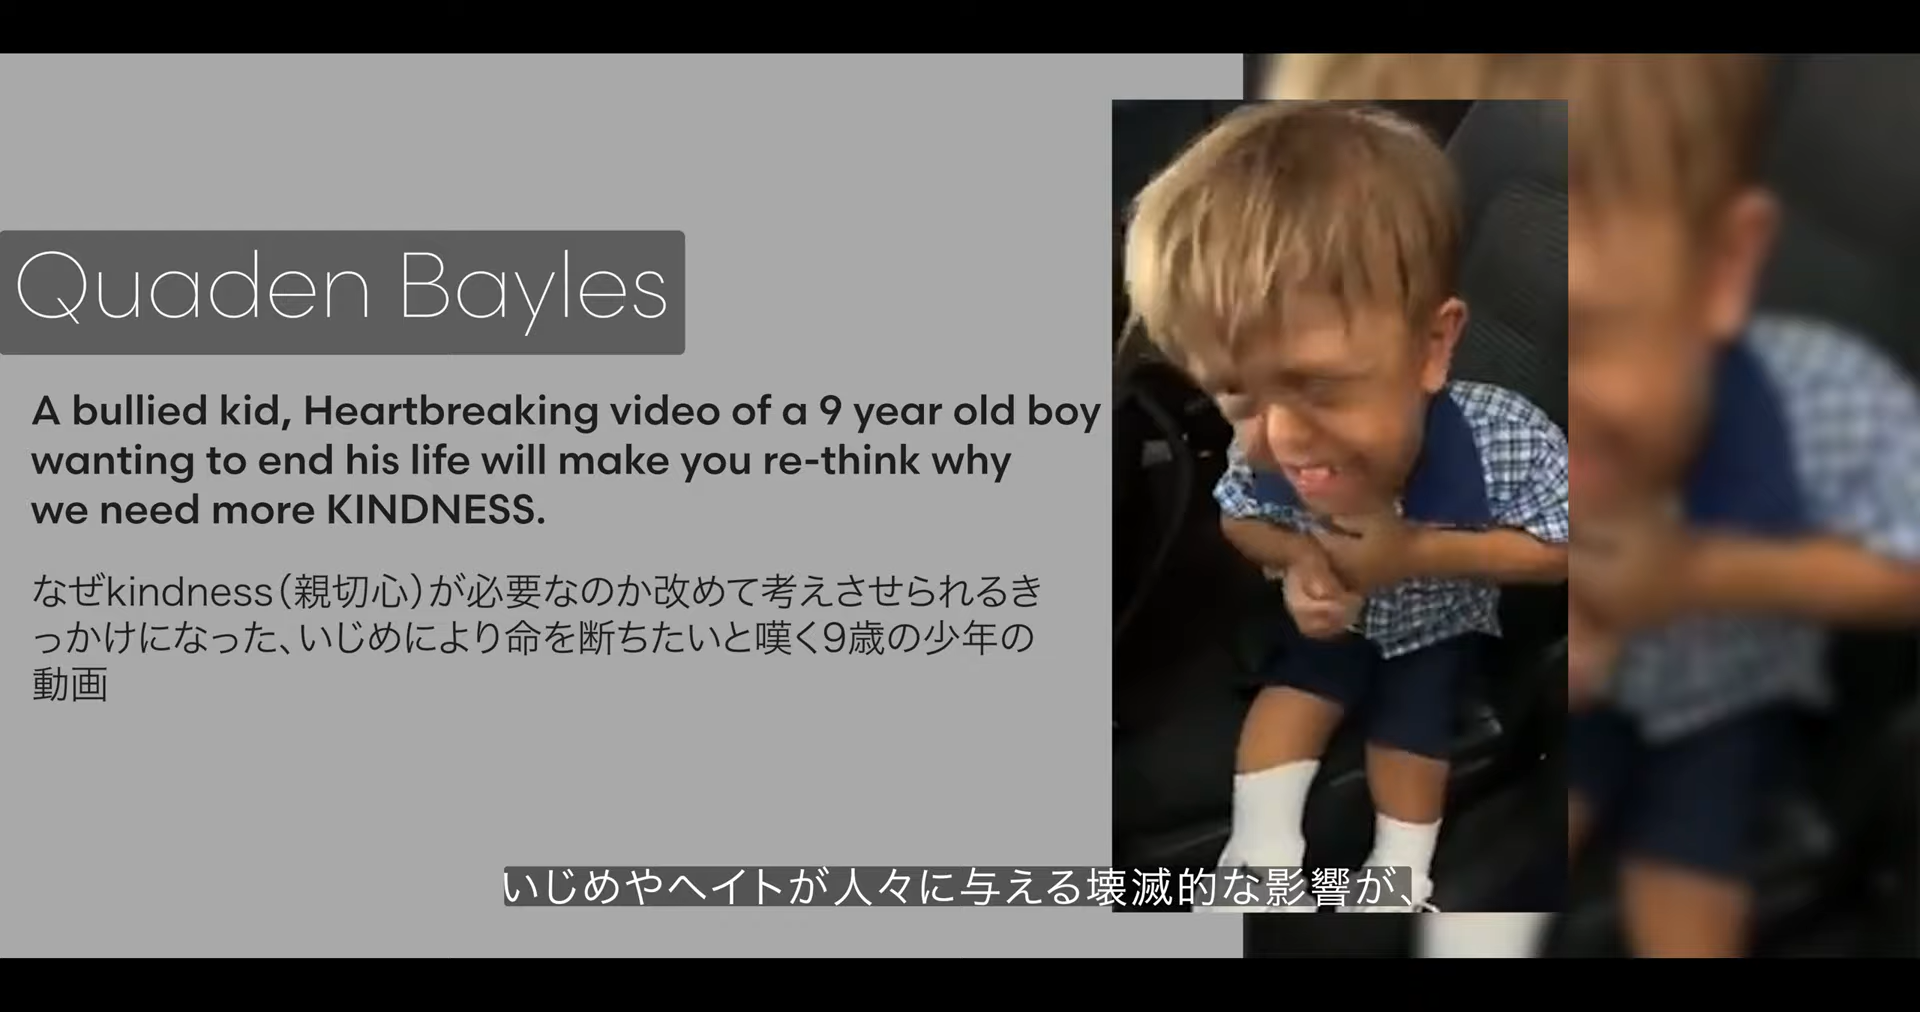 Quaden Bayles
A bullied kid, Heartbreaking video of a 9 year old boy
wanting to end his life will make you re-think why
we need more KINDNESS.
なぜkindness（親切心）が必要なのか改めて考えさせられるき
っかけになった、いじめにより命を断ちたいと嘆く9歳の少年の
動画
いじめやヘイトが人々に与える壊滅的な影響が、